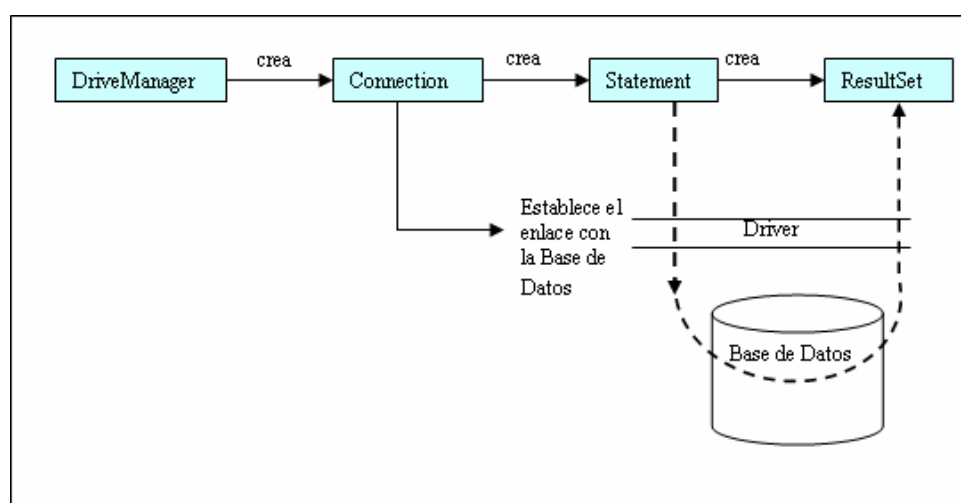 DriveManager
crea
Connection
crea
Statement
crea
ResultSet
Establece el
enlace con
la Base de
Datos
Driver
Base de Datos